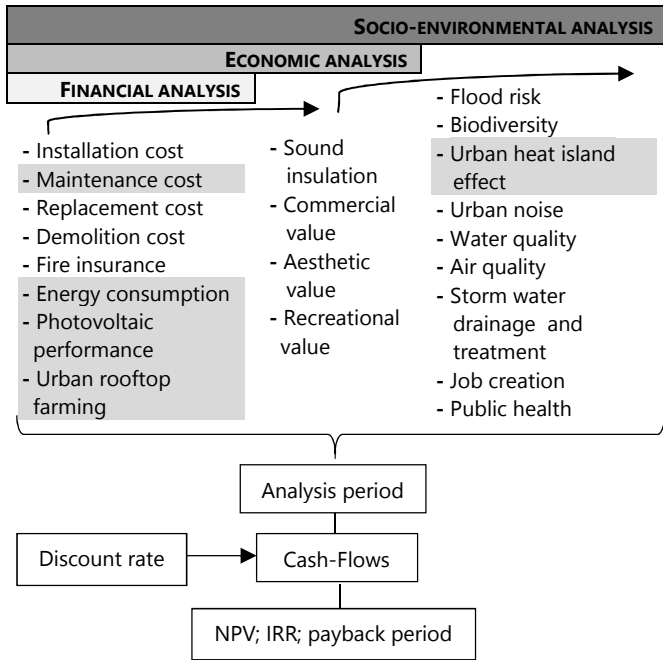 SOCIO-ENVIRONMENTAL ANALYSIS
ECONOMIC ANALYSIS
FINANCIAL ANALYSIS
- Installation cost
- Maintenance cost
- Replacement cost
- Demolition cost
- Fire insurance
- Energy consumption
- Photovoltaic
performance
- Urban rooftop
farming
- Sound
insulation
- Commercial
value
- Aesthetic
value
- Recreational
value
- Flood risk
- Biodiversity
- Urban heat island
effect
- Urban noise
- Water quality
- Air quality
- Storm water
drainage and
treatment
- Job creation
- Public health
Analysis period
Discount rate
Cash-Flows
NPV; IRR; payback period